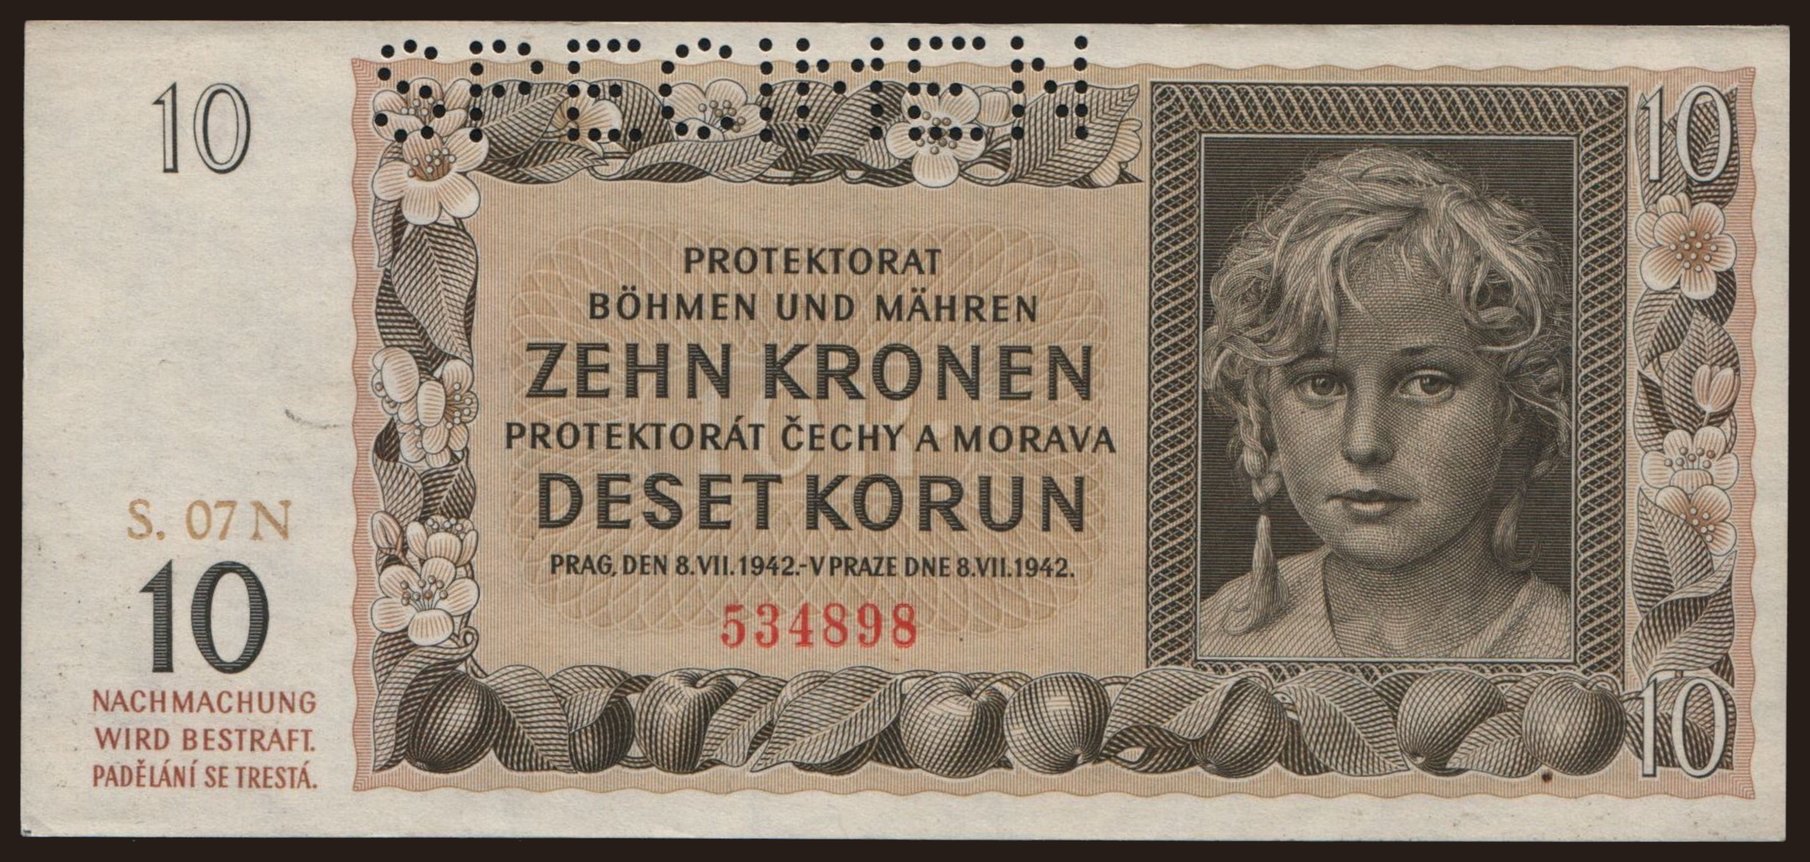 SPECIMEN
10
10
PROTEKTORAT
BÖHMEN UND MÄHREN
ZEHN KRONEN
PROTEKTORÁT ČECHY A MORAVA
DESET KORUN
PRAG, DEN 8.VII.1942.-V PRAZE DNE 8.VII.1942.
534898
S. 07 N
10
NACHMACHUNG
WIRD BESTRAFT.
PADĚLÁNÍ SE TRESTÁ.
10